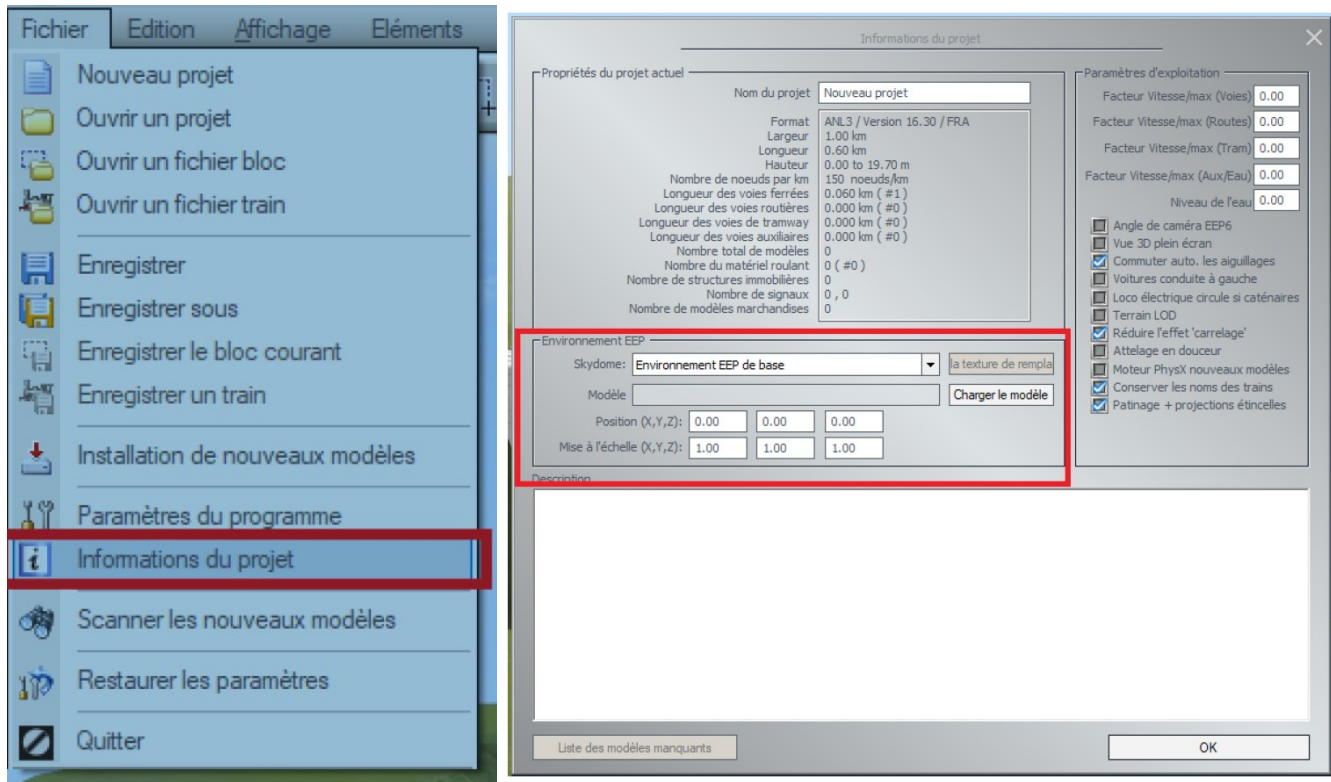 Fichier Edition Affichage Eléments
Nouveau projet
Ouvrir un projet
Ouvrir un fichier bloc
Ouvrir un fichier train
Enregistrer
Enregistrer sous
Enregistrer le bloc courant
Enregistrer un train
Installation de nouveaux modèles
Paramètres du programme
Informations du projet
Scanner les nouveaux modèles
Restaurer les paramètres
Quitter
Informations du projet
Propriétés du projet actuel
Nom du projet Nouveau projet
Format ANL3 / Version 16.30 / FRA
Largeur 1.00 km
Longueur 0.60 km
Hauteur 0.00 to 19.70 m
Nombre de noeuds par km 150 noeuds/km
Longueur des voies ferrées 0.060 km ( #1 )
Longueur des voies routières 0.000 km ( #0 )
Longueur des voies de tramway 0.000 km ( #0 )
Longueur des voies auxiliaires 0.000 km ( #0 )
Nombre total de modèles 0
Nombre du matériel roulant 0 ( #0 )
Nombre de structures immobilières 0
Nombre de signaux 0 , 0
Nombre de modèles marchandises 0
Environnement EEP
Skydome: Environnement EEP de base la texture de rempla
Modèle Charger le modèle
Position (X,Y,Z): 0.00 0.00 0.00
Mise à l'échelle (X,Y,Z): 1.00 1.00 1.00
Paramètres d'exploitation
Facteur Vitesse/max (Voies) 0.00
Facteur Vitesse/max (Routes) 0.00
Facteur Vitesse/max (Tram) 0.00
Facteur Vitesse/max (Aux/Eau) 0.00
Niveau de l'eau 0.00
Angle de caméra EEP6
Vue 3D plein écran
Commuter auto. les aiguillages
Voitures conduite à gauche
Loco électrique circule si caténaires
Terrain LOD
Réduire l'effet 'carrelage'
Attelage en douceur
Moteur PhysX nouveaux modèles
Conserver les noms des trains
Patinage + projections étincelles
Description
Liste des modèles manquants
OK